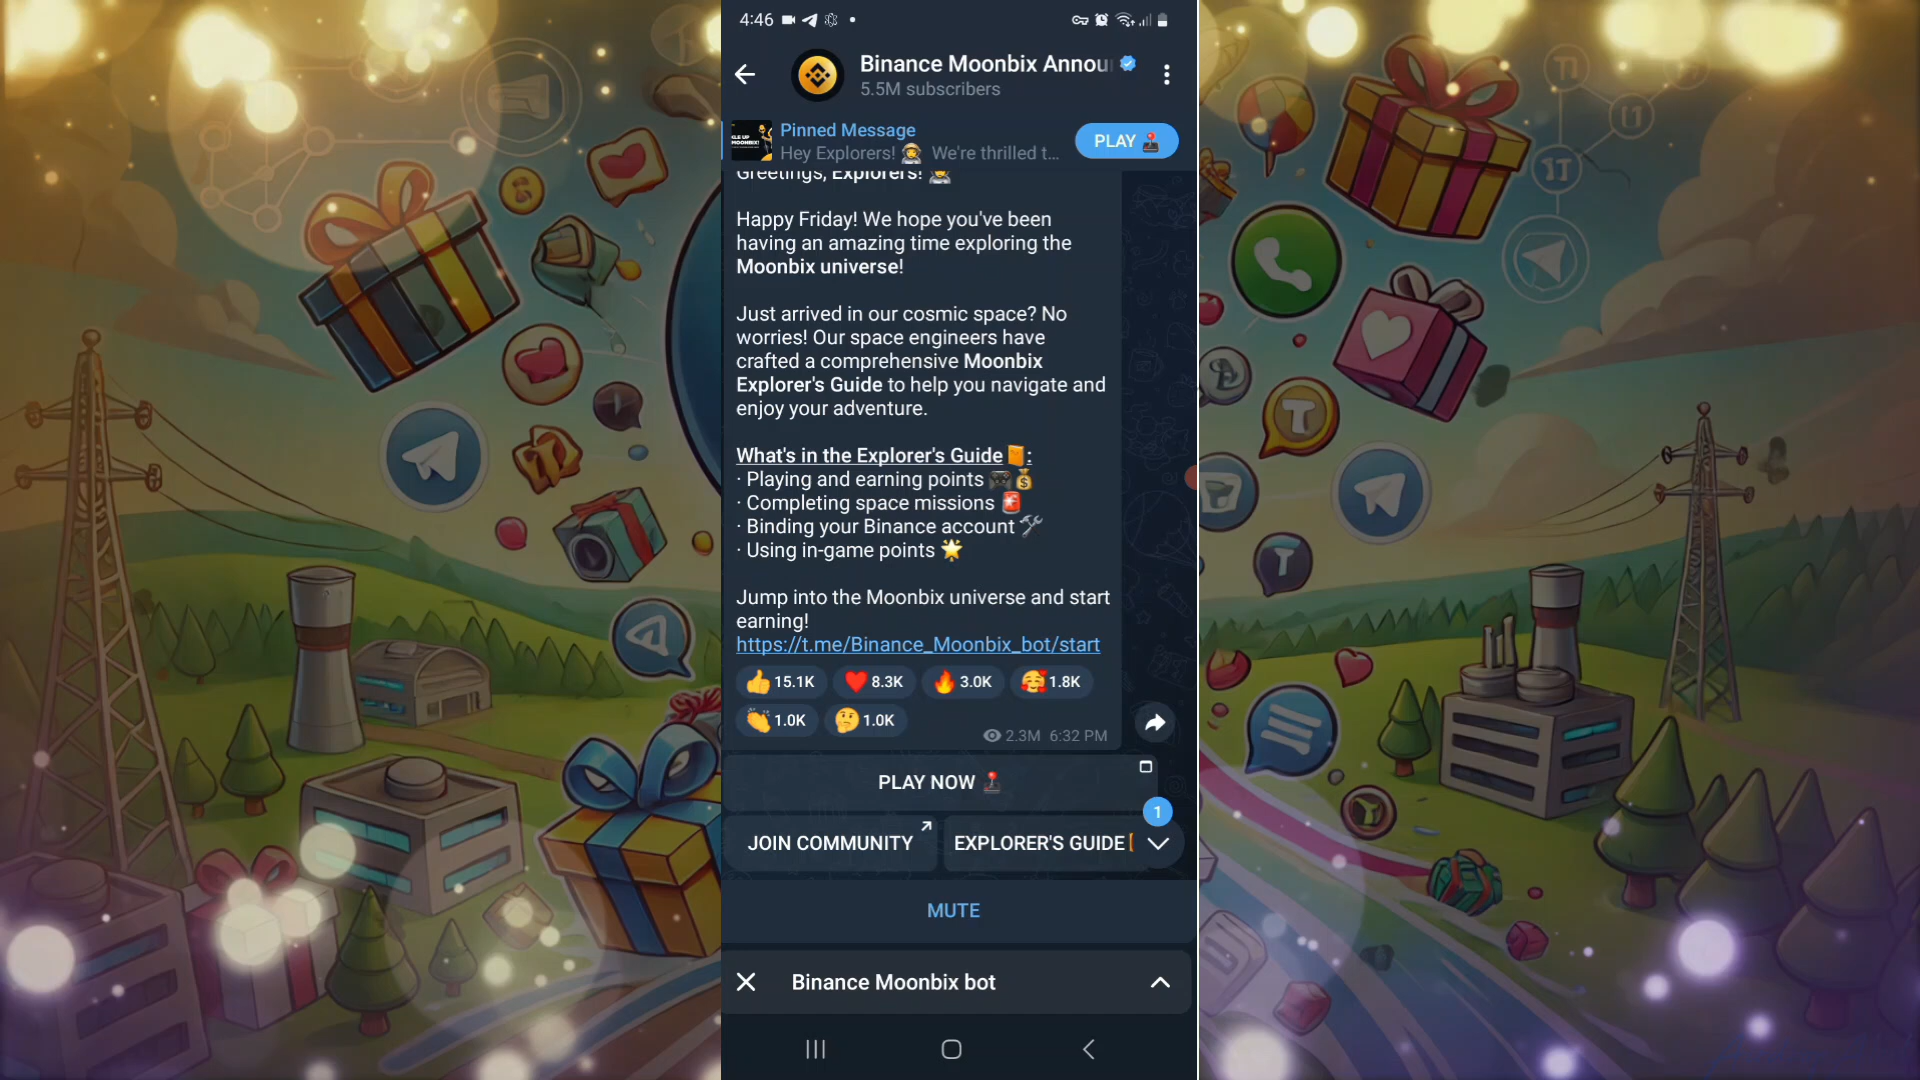 4:46
Binance Moonbix Annou
5.5M subscribers
Pinned Message
Hey Explorers! 👩‍🚀 We're thrilled t...
PLAY 🕹️
Greetings, Explorers! 👩‍🚀
Happy Friday! We hope you've been
having an amazing time exploring the
Moonbix universe!
Just arrived in our cosmic space? No
worries! Our space engineers have
crafted a comprehensive Moonbix
Explorer's Guide to help you navigate and
enjoy your adventure.
What's in the Explorer's Guide📙:
· Playing and earning points 🎮💰
· Completing space missions 🚨
· Binding your Binance account 🛠️
· Using in-game points 🌟
Jump into the Moonbix universe and start
earning!
https://t.me/Binance_Moonbix_bot/start
👍 15.1K ❤️ 8.3K 🔥 3.0K 🥰 1.8K
👏 1.0K 🤔 1.0K
2.3M 6:32 PM
PLAY NOW 🕹️
1
JOIN COMMUNITY
EXPLORER'S GUIDE
MUTE
Binance Moonbix bot